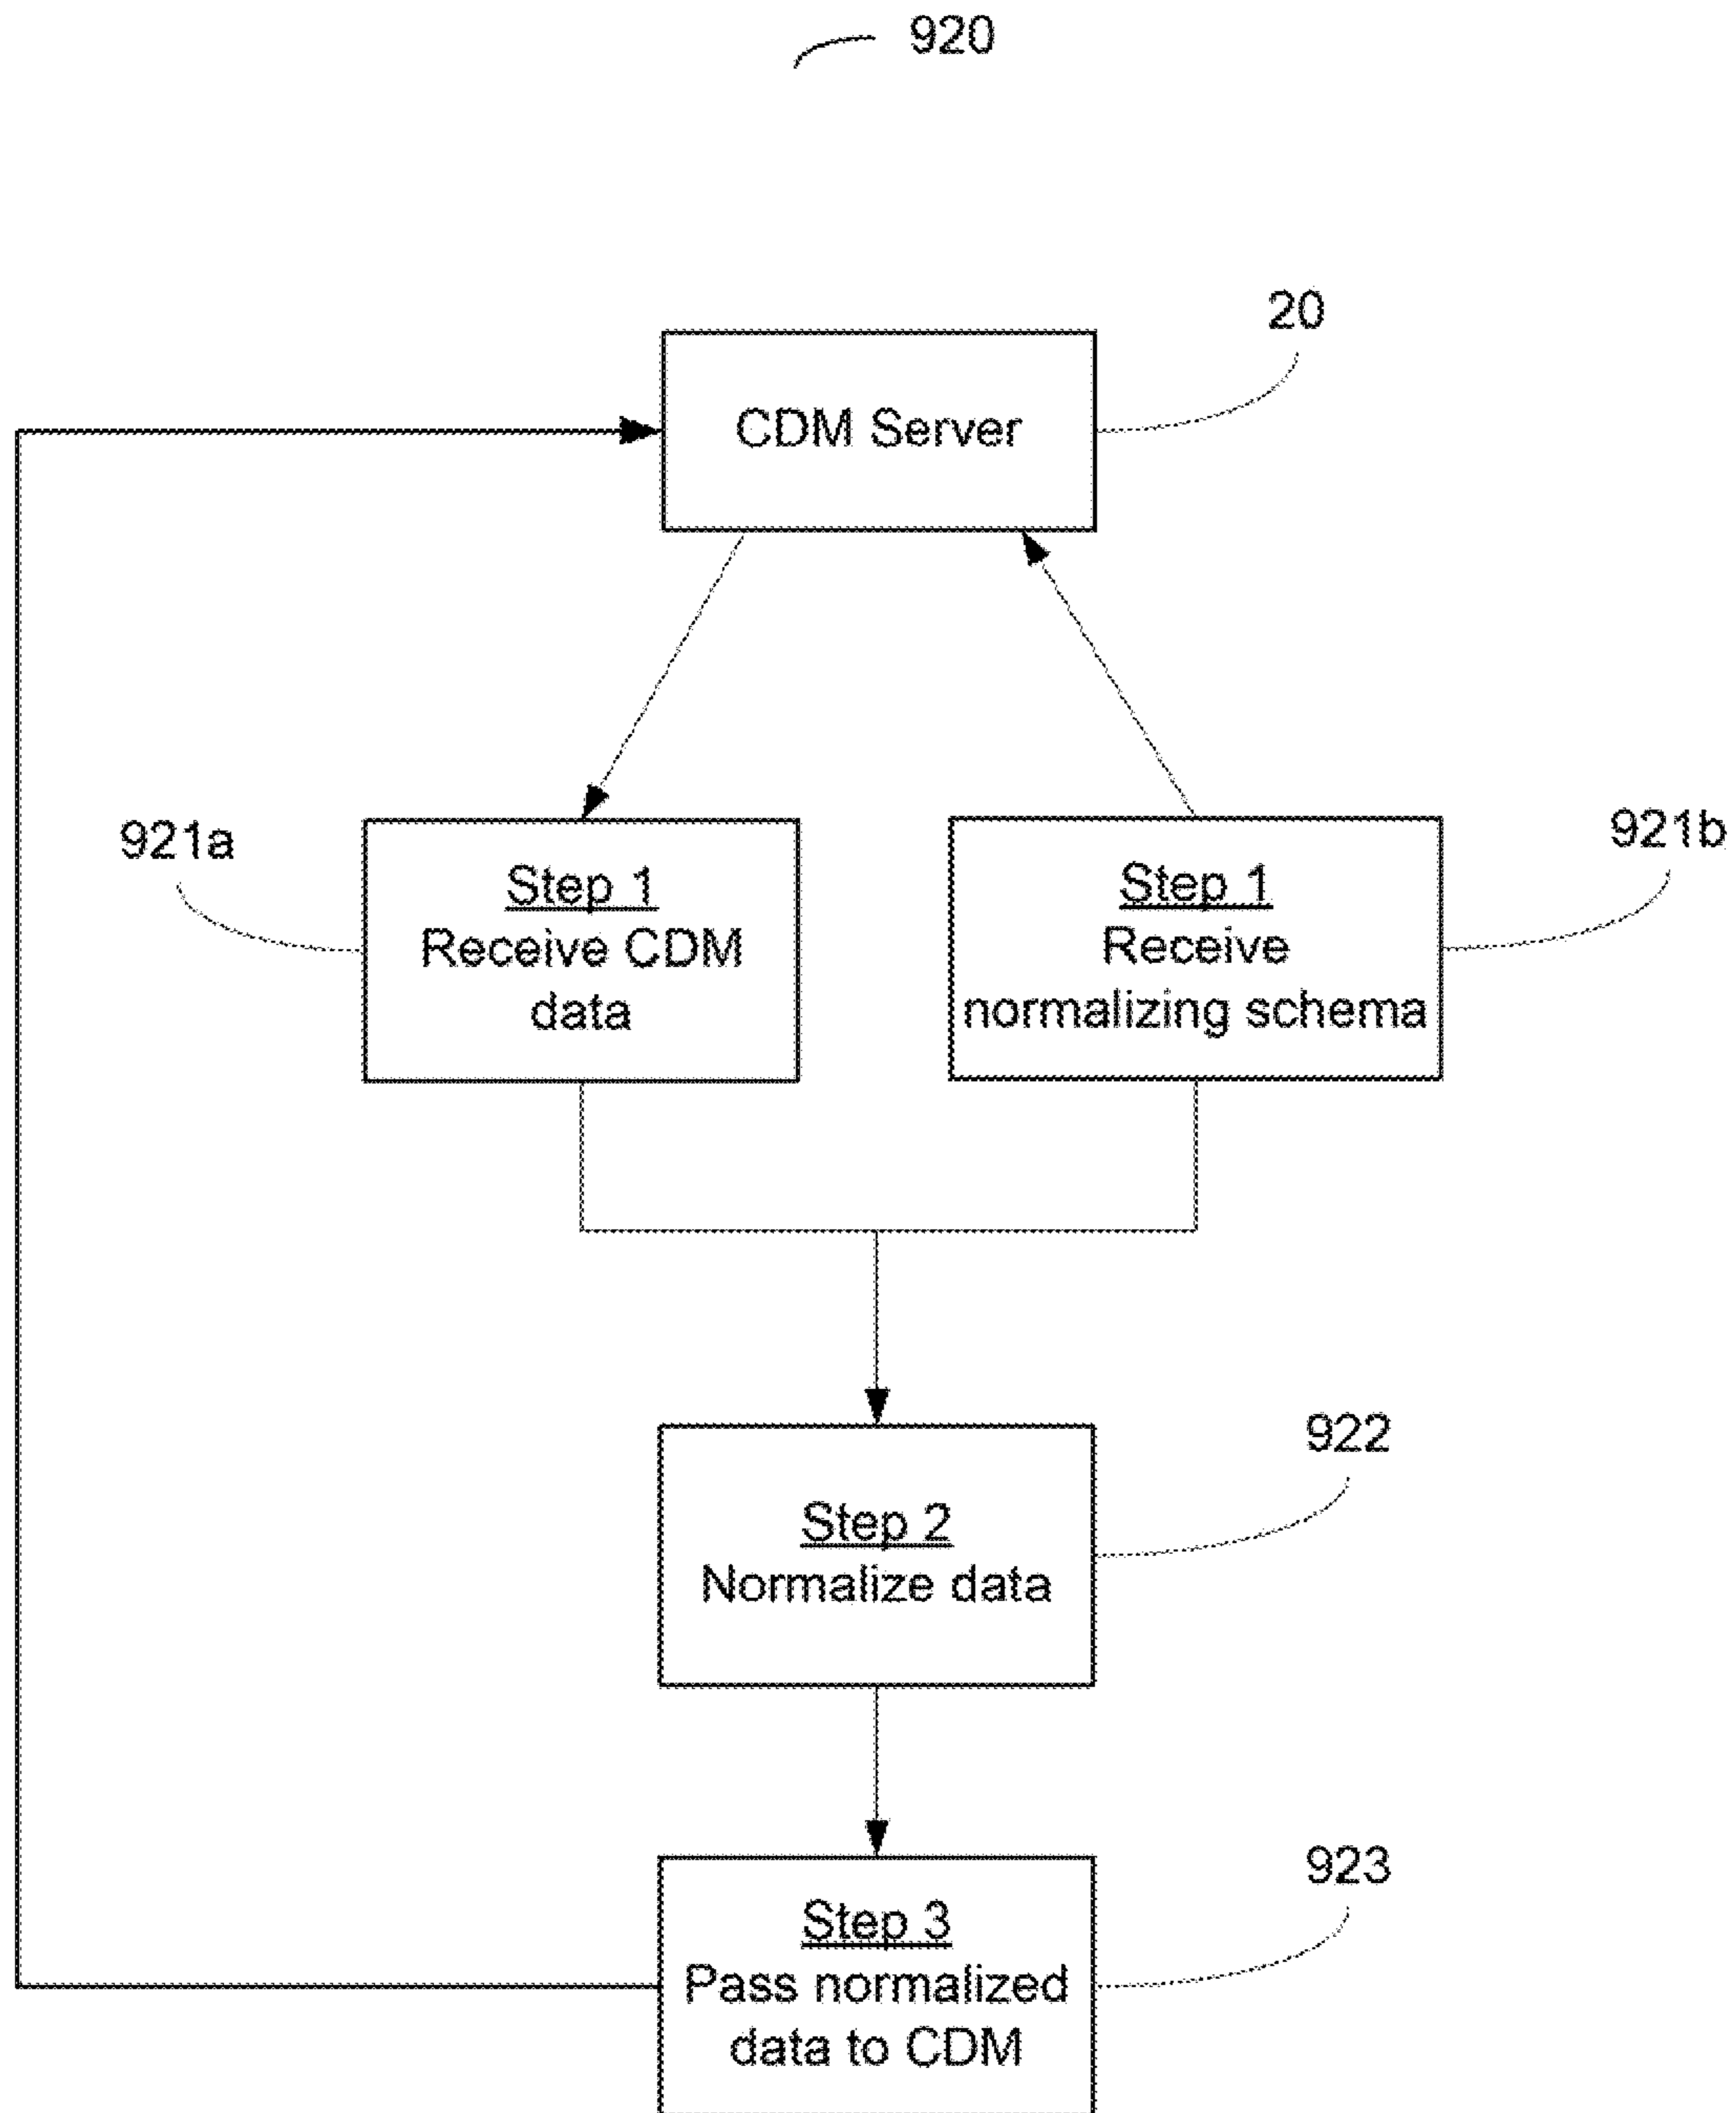 920
20
CDM Server
921a
Step 1
Receive CDM
data
Step 1
Receive
normalizing schema
921b
922
Step 2
Normalize data
923
Step 3
Pass normalized
data to CDM